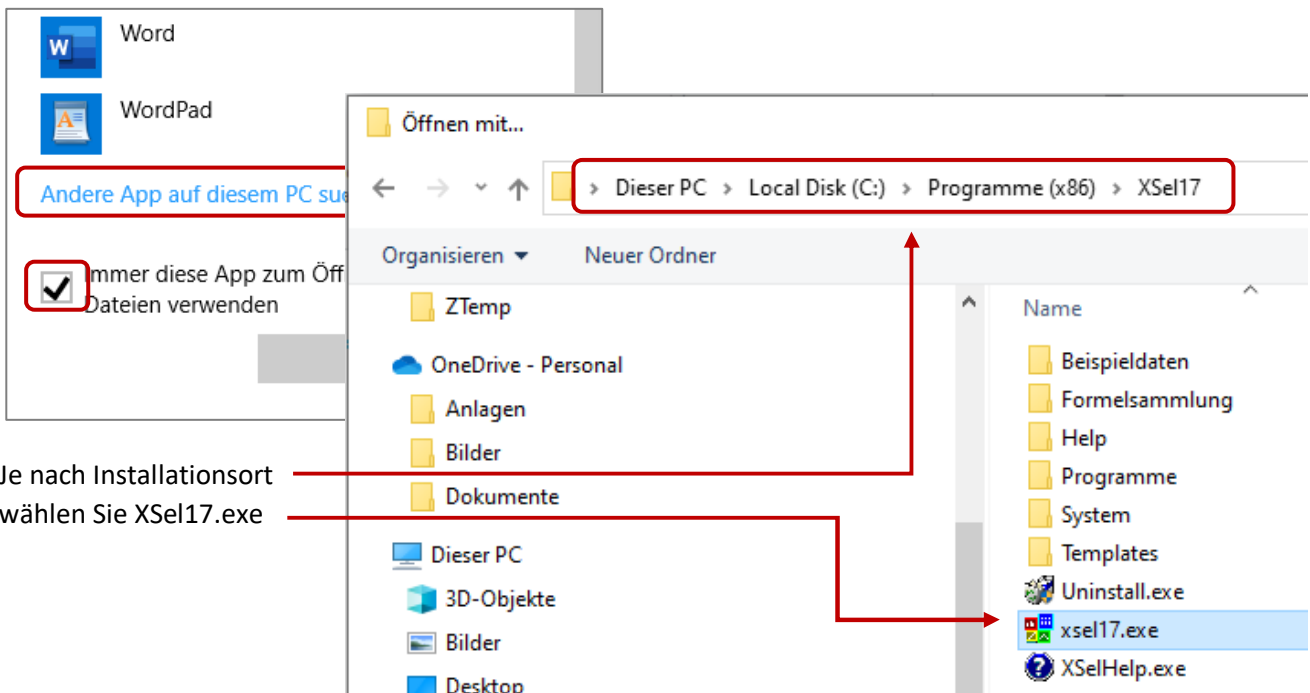 Word
WordPad
Andere App auf diesem PC
Immer diese App zum
Dateien verwenden
Je nach Installationsort
wählen Sie XSel17.exe
Öffnen mit...
Dieser PC > Local Disk (C:) > Programme (x86) > XSel17
Organisieren Neuer Ordner
ZTemp
OneDrive - Personal
Anlagen
Bilder
Dokumente
Dieser PC
3D-Objekte
Bilder
Desktop
Name
Beispieldaten
Formelsammlung
Help
Programme
System
Templates
Uninstall.exe
xsel17.exe
XSelHelp.exe